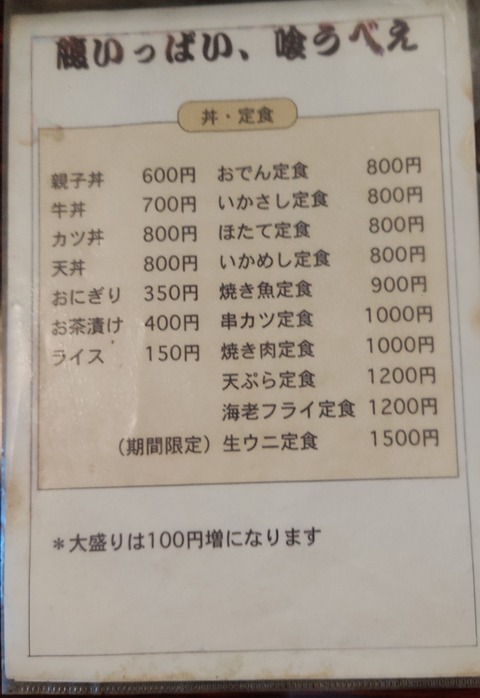 腹いっぱい、喰うべえ
丼・定食
親子丼 600円 おでん定食 800円
牛丼 700円 いかさし定食 800円
カツ丼 800円 ほたて定食 800円
天丼 800円 いかめし定食 800円
おにぎり 350円 焼き魚定食 900円
お茶漬け 400円 串カツ定食 1000円
ライス 150円 焼き肉定食 1000円
天ぷら定食 1200円
海老フライ定食 1200円
（期間限定）生ウニ定食 1500円
＊大盛りは100円増になります